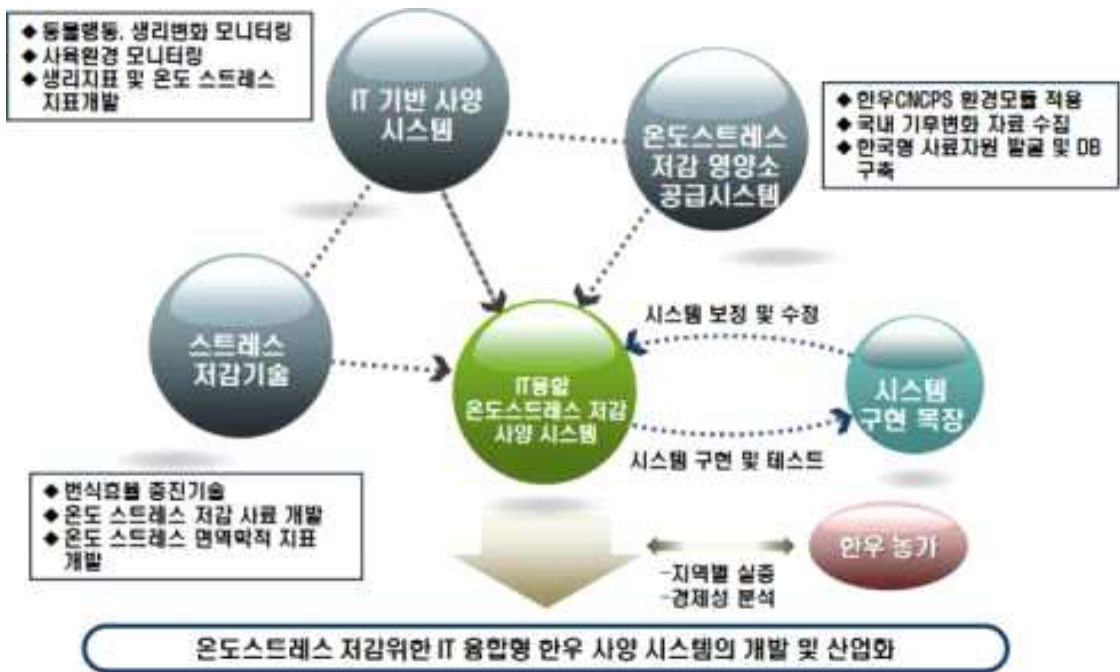 ◆ 동물행동, 생리변화 모니터링
◆ 사육환경 모니터링
◆ 생리지표 및 온도 스트레스
지표개발
IT 기반 사양
시스템
온도스트레스
저감 영양소
공급시스템
◆ 한우CNCPS 환경모듈 적용
◆ 국내 기후변화 자료 수집
◆ 한국형 사료자원 발굴 및 DB
구축
스트레스
저감기술
◆ 번식효율 증진기술
◆ 온도 스트레스 저감 사료 개발
◆ 온도 스트레스 면역학적 지표
개발
IT융합
온도스트레스 저감
사양 시스템
시스템 보정 및 수정
시스템
구현 목장
시스템 구현 및 테스트
한우 농가
-지역별 실증
-경제성 분석
온도스트레스 저감위한 IT 융합형 한우 사양 시스템의 개발 및 산업화